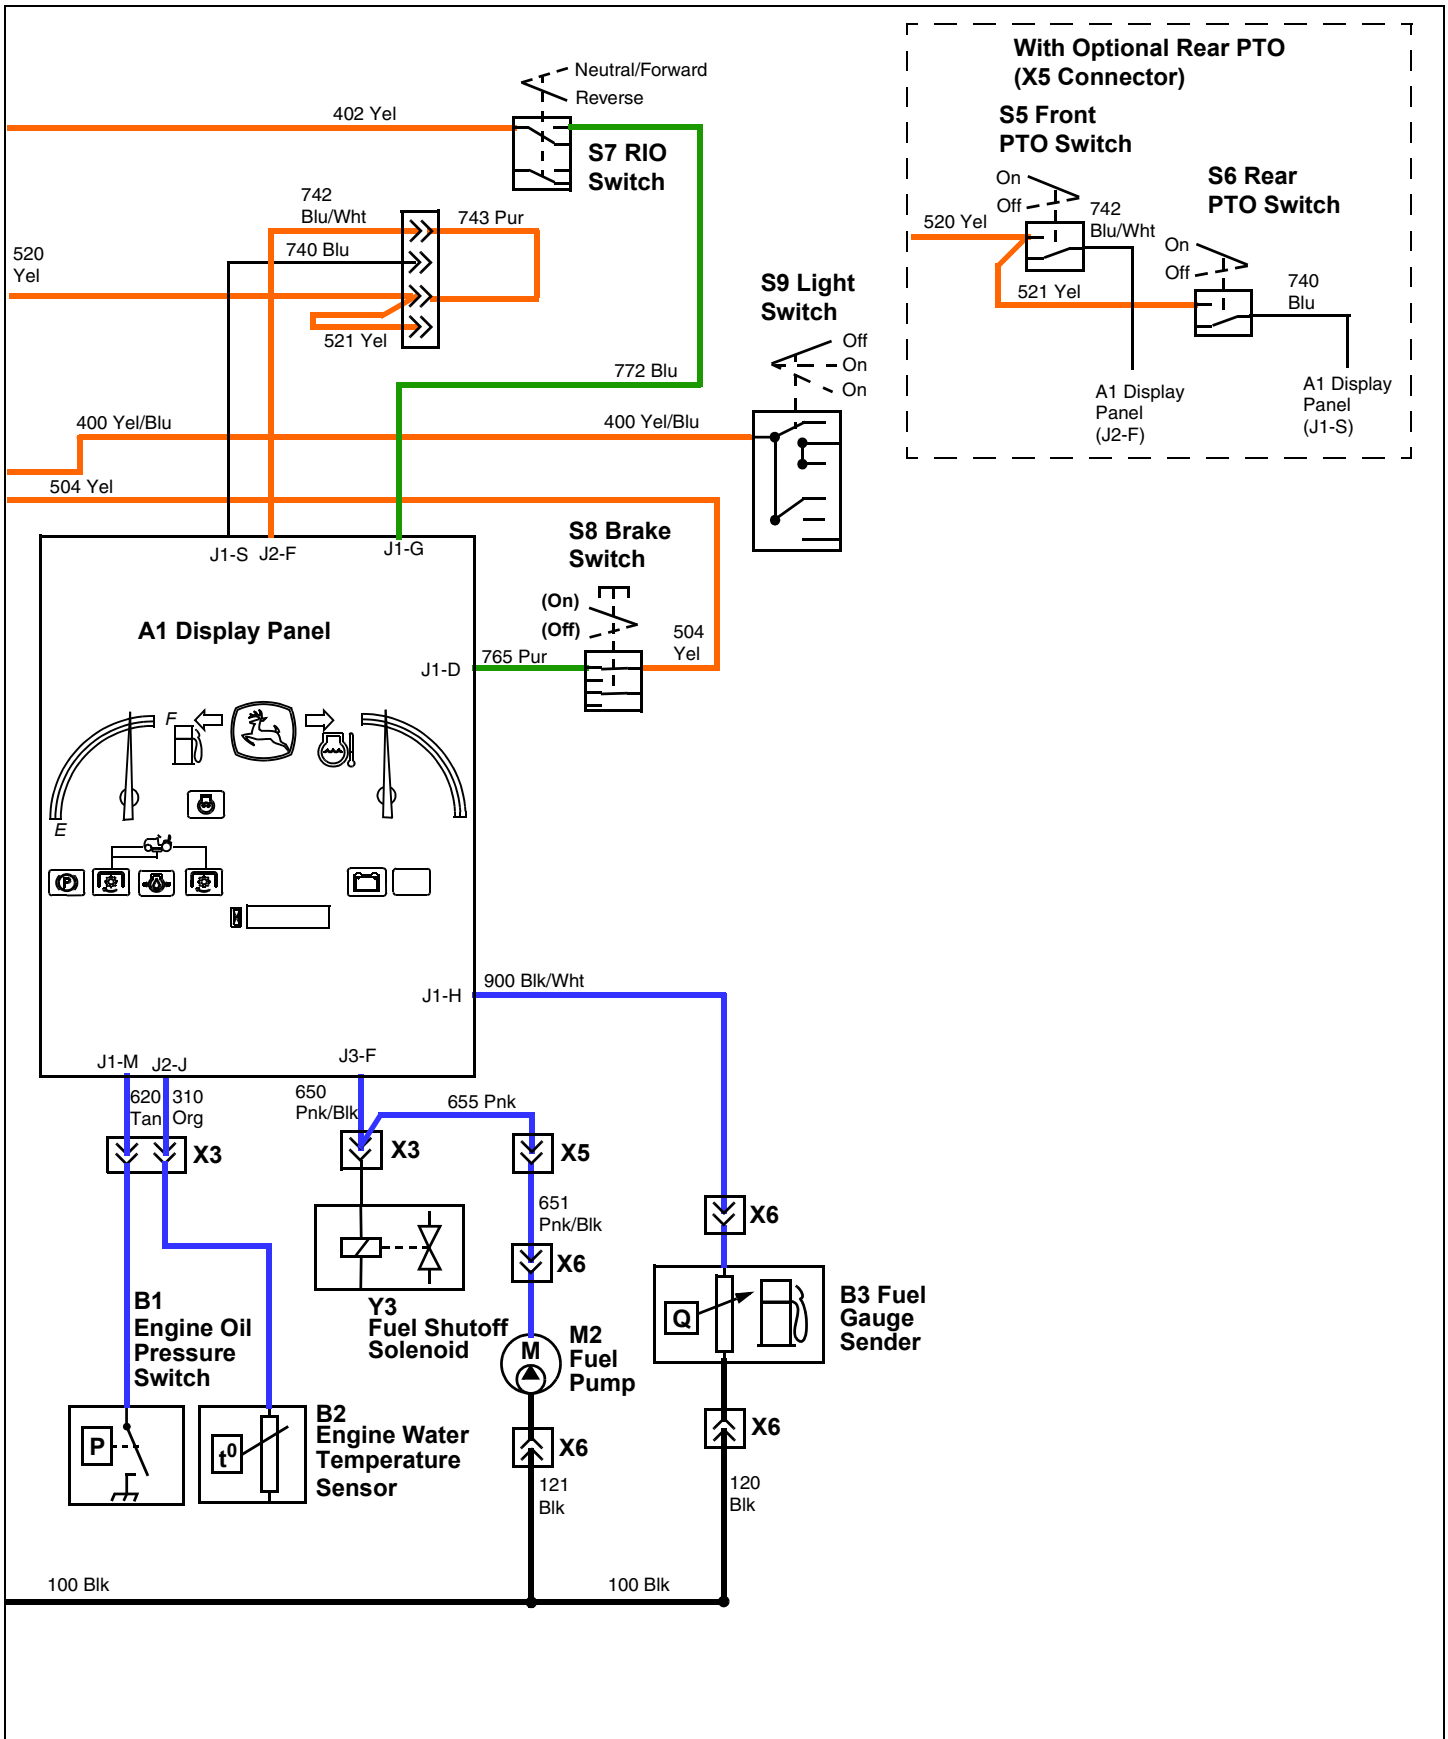 With Optional Rear PTO
(X5 Connector)
S5 Front
PTO Switch
On
Off
520 Yel
742
Blu/Wht
521 Yel
S6 Rear
PTO Switch
On
Off
740
Blu
A1 Display
Panel
(J2-F)
A1 Display
Panel
(J1-S)
Neutral/Forward
Reverse
402 Yel
S7 RIO
Switch
742
Blu/Wht
743 Pur
740 Blu
520
Yel
521 Yel
S9 Light
Switch
Off
On
On
772 Blu
400 Yel/Blu
400 Yel/Blu
504 Yel
J1-S
J2-F
J1-G
S8 Brake
Switch
(On)
(Off)
504
Yel
765 Pur
J1-D
A1 Display Panel
F
E
P
J1-H
900 Blk/Wht
J1-M
J2-J
J3-F
620
Tan
310
Org
650
Pnk/Blk
655 Pnk
X3
X3
X5
651
Pnk/Blk
X6
X6
B1
Engine Oil
Pressure
Switch
Y3
Fuel Shutoff
Solenoid
M
M2
Fuel
Pump
Q
B3 Fuel
Gauge
Sender
P
t0
B2
Engine Water
Temperature
Sensor
X6
X6
121
Blk
120
Blk
100 Blk
100 Blk